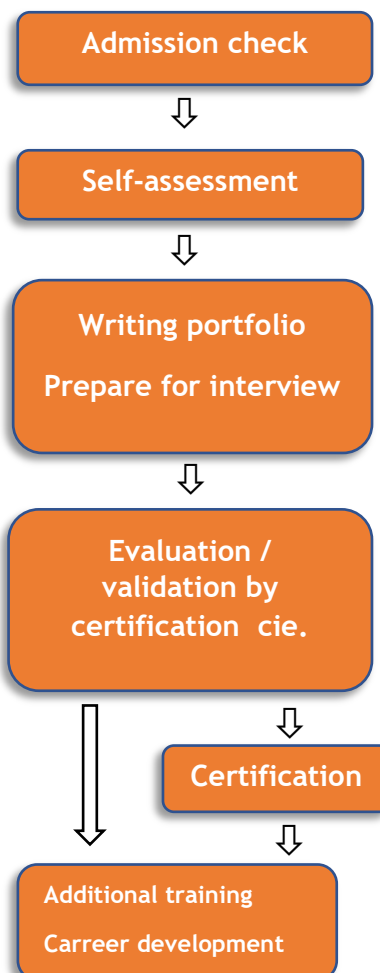 Admission check
Self-assessment
Writing portfolio
Prepare for interview
Evaluation /
validation by
certification cie.
Certification
Additional training
Carreer development